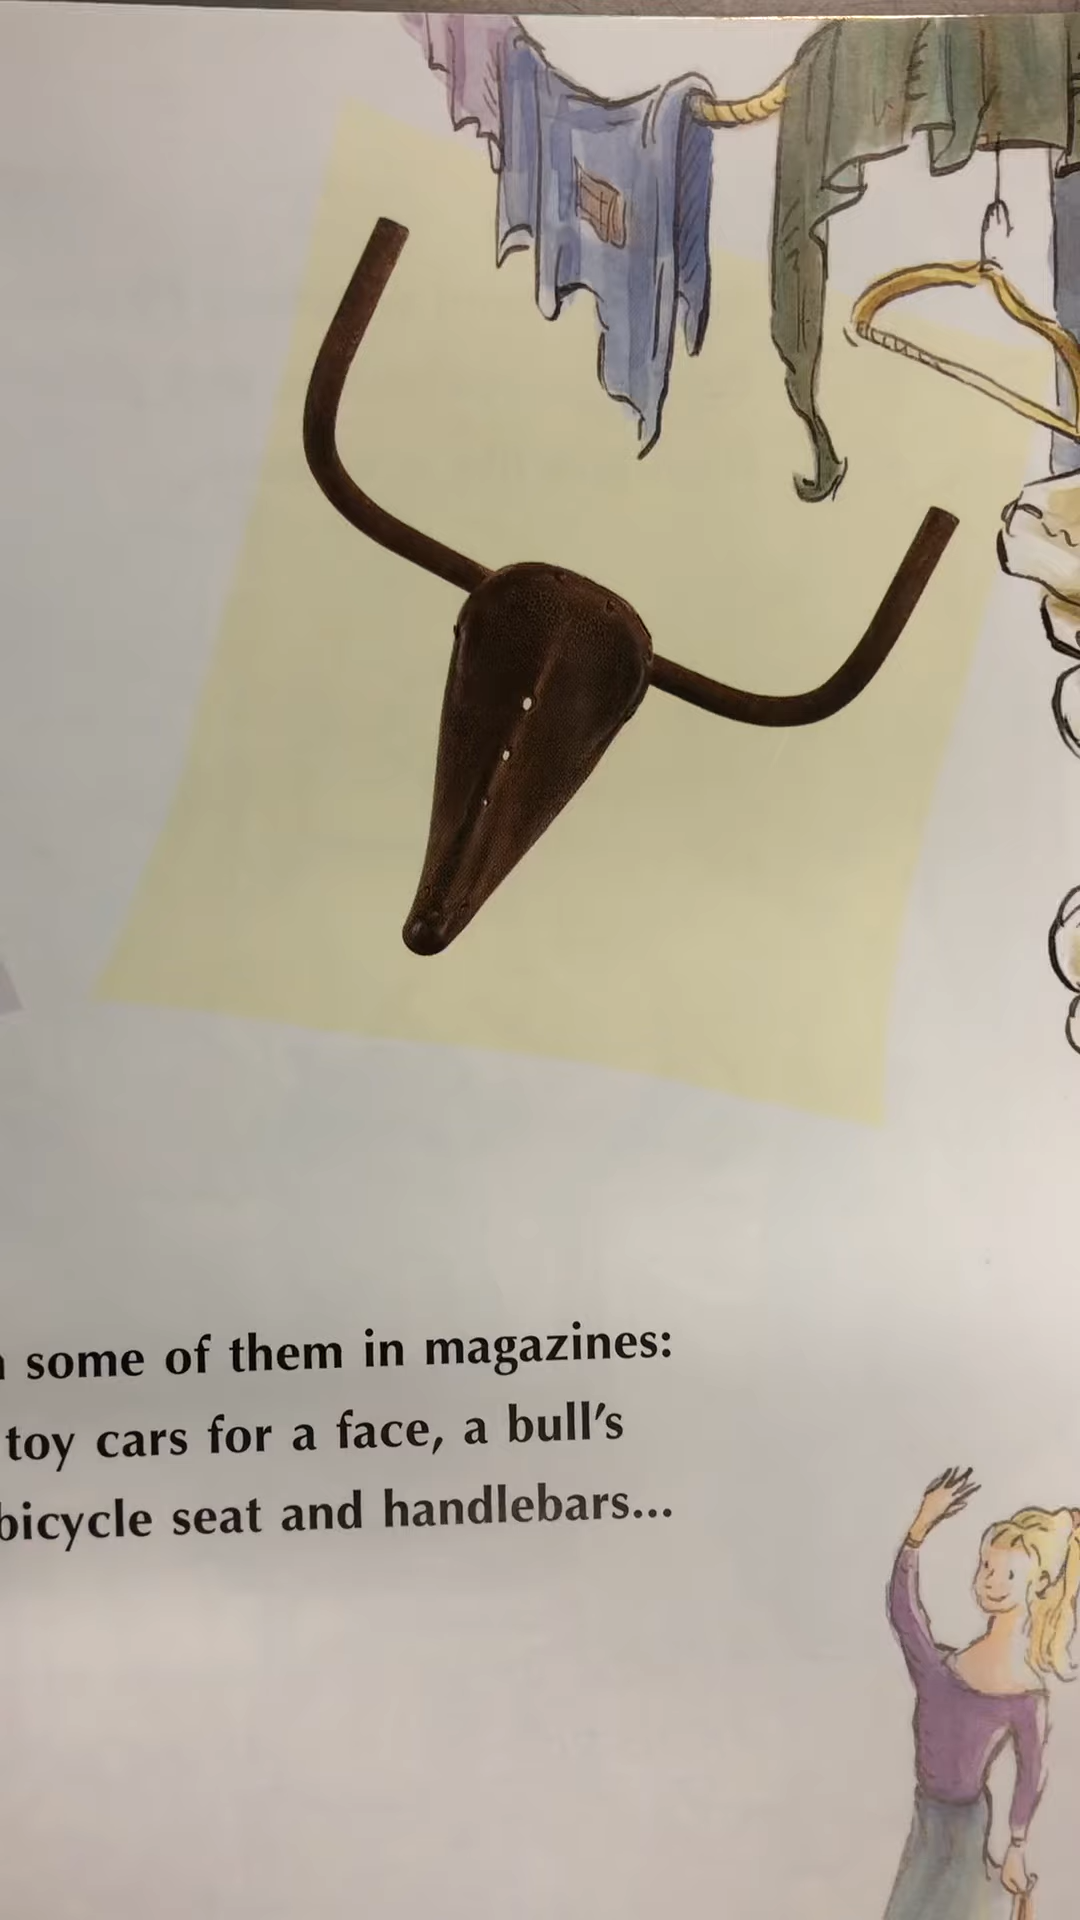 some of them in magazines:
toy cars for a face, a bull's
bicycle seat and handlebars...